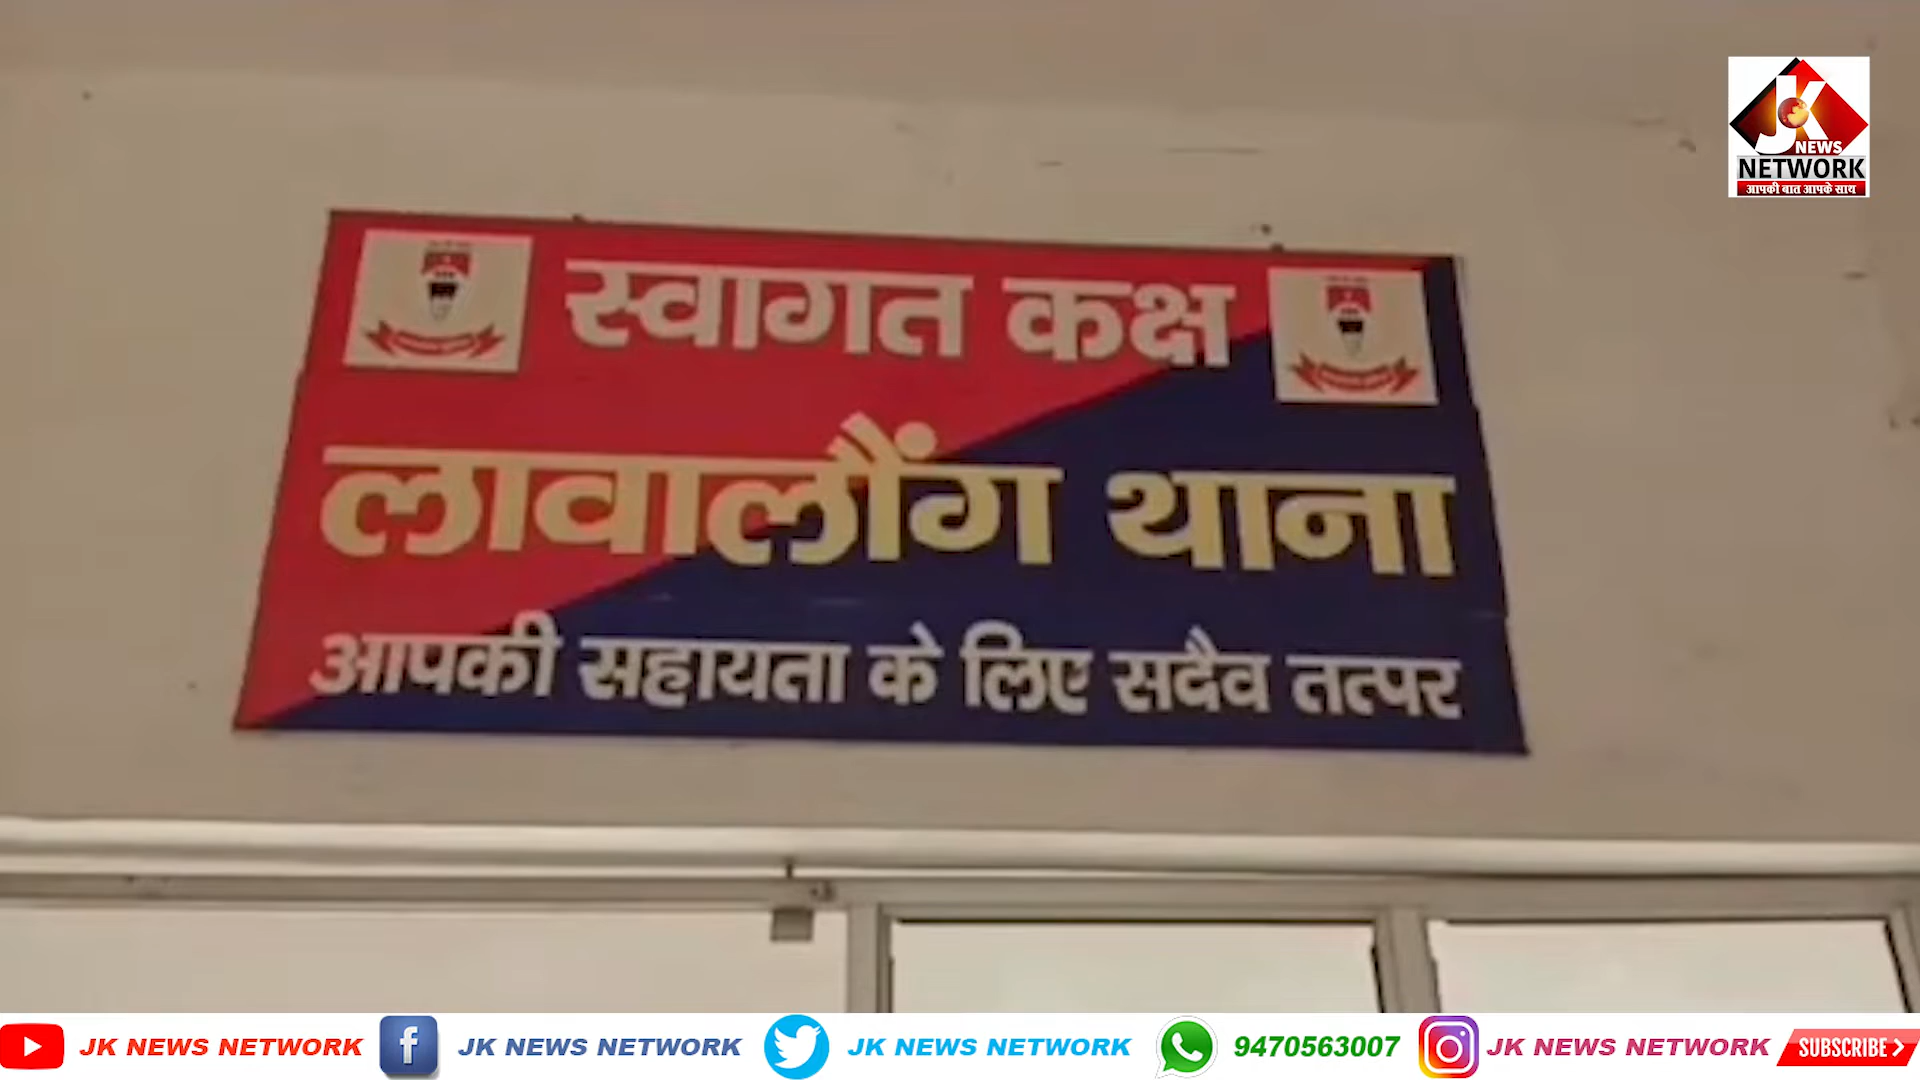 JK
NEWS
NETWORK
आपकी बात आपके साथ
स्वागत कक्ष
लावालौंग थाना
आपकी सहायता के लिए सदैव तत्पर
JK NEWS NETWORK
JK NEWS NETWORK
JK NEWS NETWORK
9470563007
JK NEWS NETWORK
SUBSCRIBE